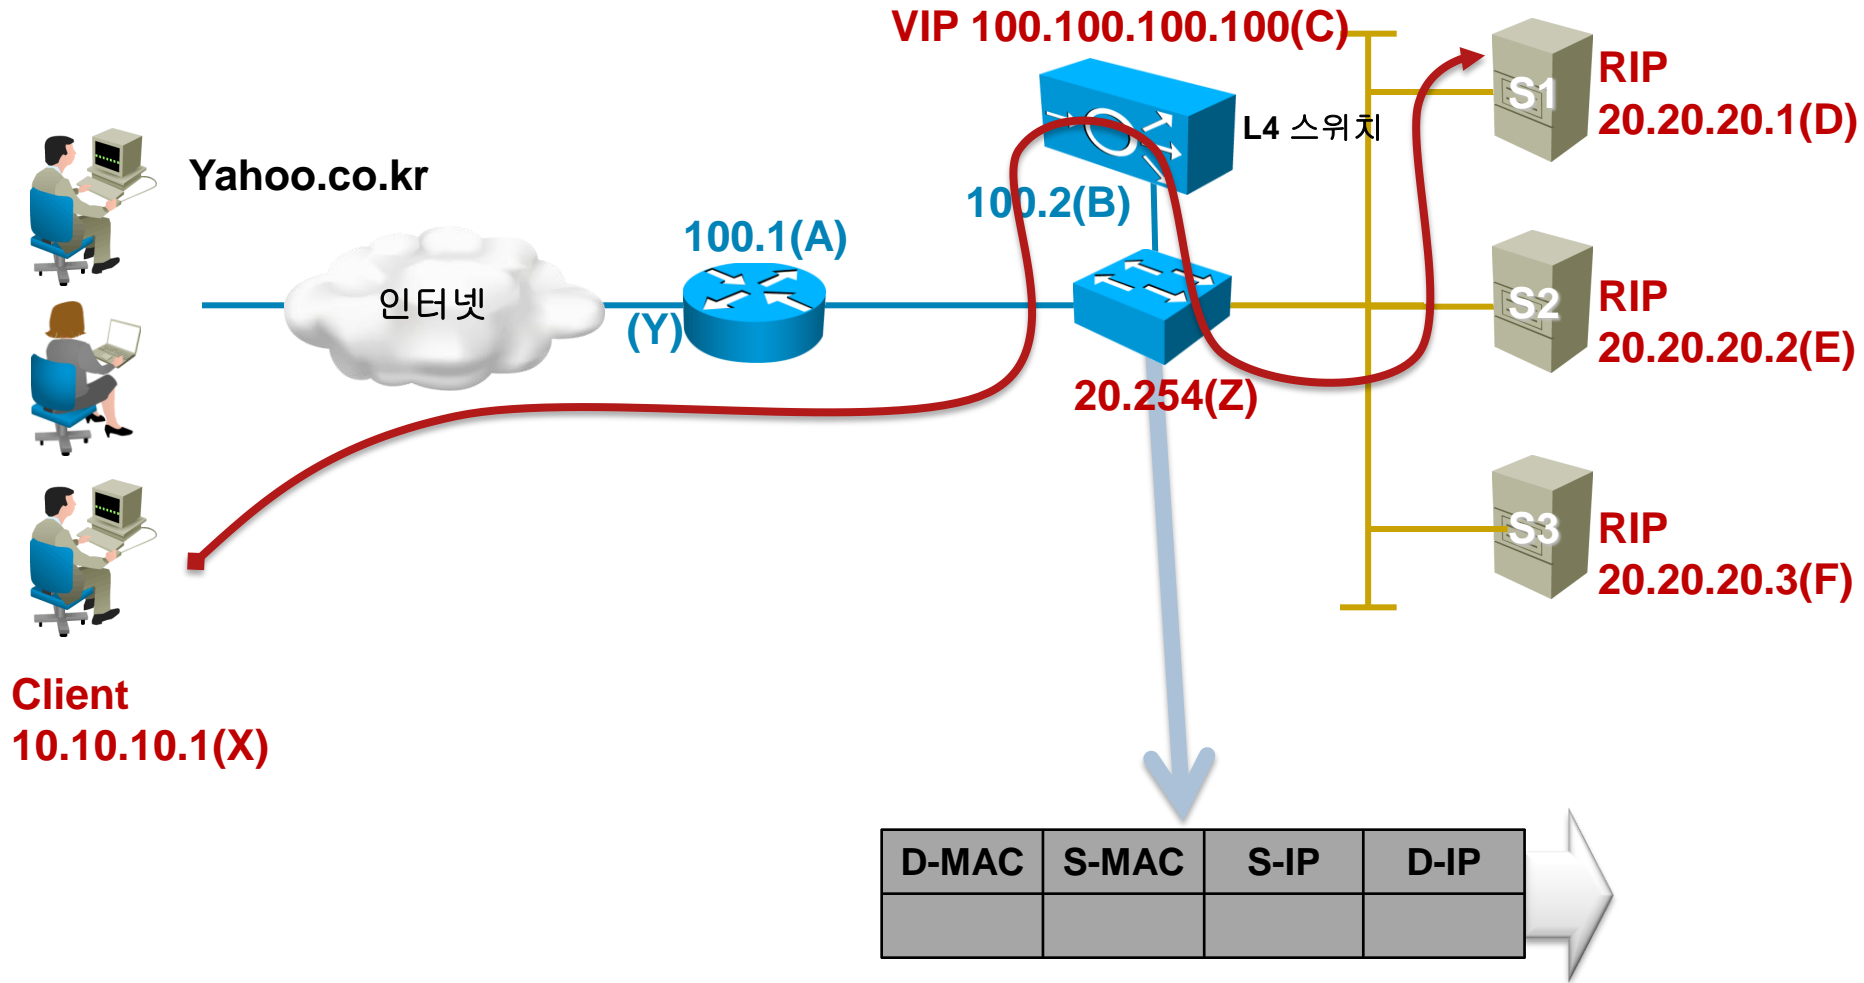 VIP 100.100.100.100(C)
S1
RIP
20.20.20.1(D)
L4 스위치
Yahoo.co.kr
100.2(B)
100.1(A)
인터넷
(Y)
S2
RIP
20.20.20.2(E)
20.254(Z)
S3
RIP
20.20.20.3(F)
Client
10.10.10.1(X)
D-MAC S-MAC S-IP D-IP